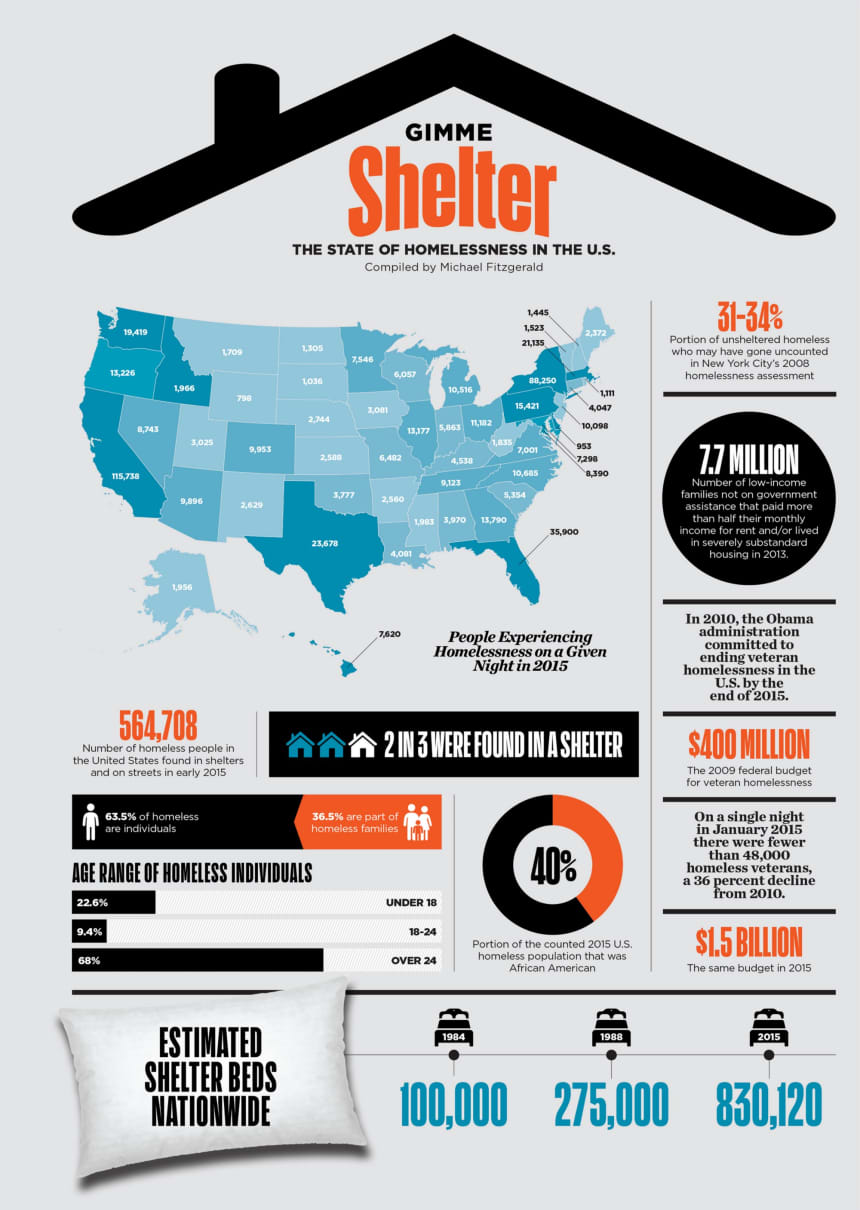 GIMME
Shelter
THE STATE OF HOMELESSNESS IN THE U.S.
Compiled by Michael Fitzgerald
1,445
1,523
21,135
2,372
19,419
1,709
1,305
7,546
13,226
1,966
798
1,036
6,057
10,516
88,250
1,111
4,047
15,421
10,098
953
7,298
8,390
8,743
3,025
9,953
2,744
3,081
13,177
5,863
11,182
1,835
7,001
115,738
2,588
6,482
4,538
10,685
9,896
2,629
3,777
2,560
9,123
5,354
23,678
1,983
3,970
13,790
4,081
35,900
1,956
7,620
People Experiencing
Homelessness on a Given
Night in 2015
31-34%
Portion of unsheltered homeless
who may have gone uncounted
in New York City's 2008
homelessness assessment
7.7 MILLION
Number of low-income
families not on government
assistance that paid more
than half their monthly
income for rent and/or lived
in severely substandard
housing in 2013.
In 2010, the Obama
administration
committed to
ending veteran
homelessness in the
U.S. by the
end of 2015.
$400 MILLION
The 2009 federal budget
for veteran homelessness
On a single night
in January 2015
there were fewer
than 48,000
homeless veterans,
a 36 percent decline
from 2010.
$1.5 BILLION
The same budget in 2015
564,708
Number of homeless people in
the United States found in shelters
and on streets in early 2015
2 IN 3 WERE FOUND IN A SHELTER
63.5% of homeless
are individuals
36.5% are part of
homeless families
AGE RANGE OF HOMELESS INDIVIDUALS
22.6% UNDER 18
9.4% 18-24
68% OVER 24
40%
Portion of the counted 2015 U.S.
homeless population that was
African American
ESTIMATED
SHELTER BEDS
NATIONWIDE
1984
100,000
1988
275,000
2015
830,120